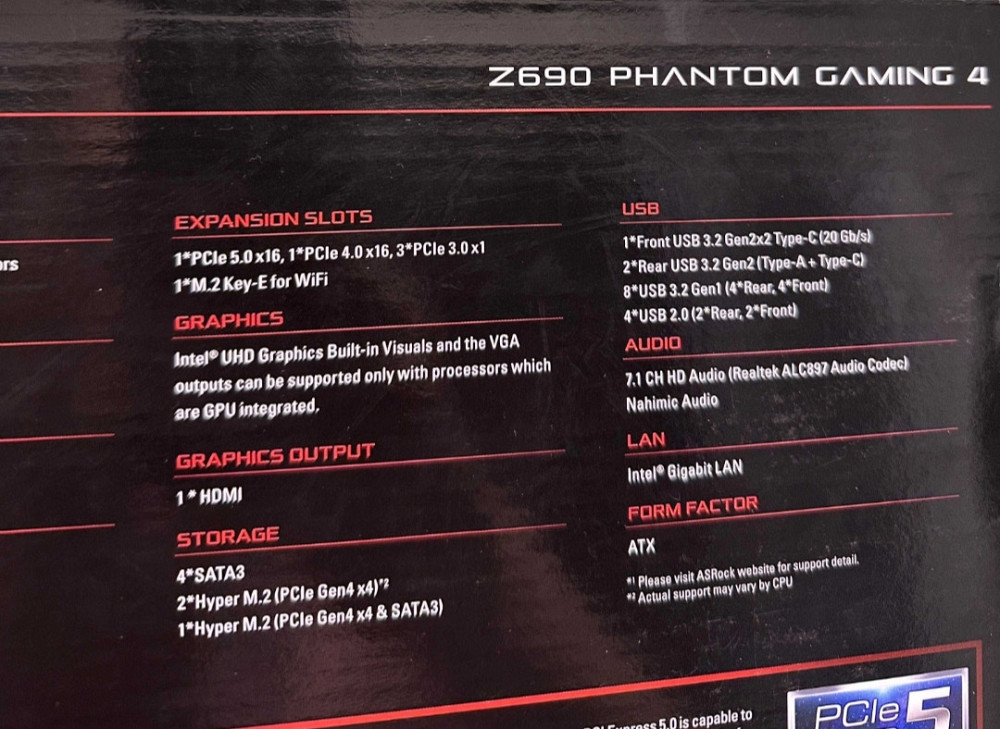 Z690 PHANTOM GAMING 4
EXPANSION SLOTS
1*PCIe 5.0 x16, 1*PCIe 4.0 x16, 3*PCIe 3.0 x1
1*M.2 Key-E for WiFi
GRAPHICS
Intel® UHD Graphics Built-in Visuals and the VGA
outputs can be supported only with processors which
are GPU integrated.
GRAPHICS OUTPUT
1*HDMI
STORAGE
4*SATA3
2*Hyper M.2 (PCIe Gen4 x4)*²
1*Hyper M.2 (PCIe Gen4 x4 & SATA3)
USB
1*Front USB 3.2 Gen2x2 Type-C (20 Gb/s)
2*Rear USB 3.2 Gen2 (Type-A + Type-C)
8*USB 3.2 Gen1 (4*Rear, 4*Front)
4*USB 2.0 (2*Rear, 2*Front)
AUDIO
7.1 CH HD Audio (Realtek ALC897 Audio Codec)
Nahimic Audio
LAN
Intel® Gigabit LAN
FORM FACTOR
ATX
*¹ Please visit ASRock website for support detail.
*² Actual support may vary by CPU
5.0 is capable to
PCIe 5